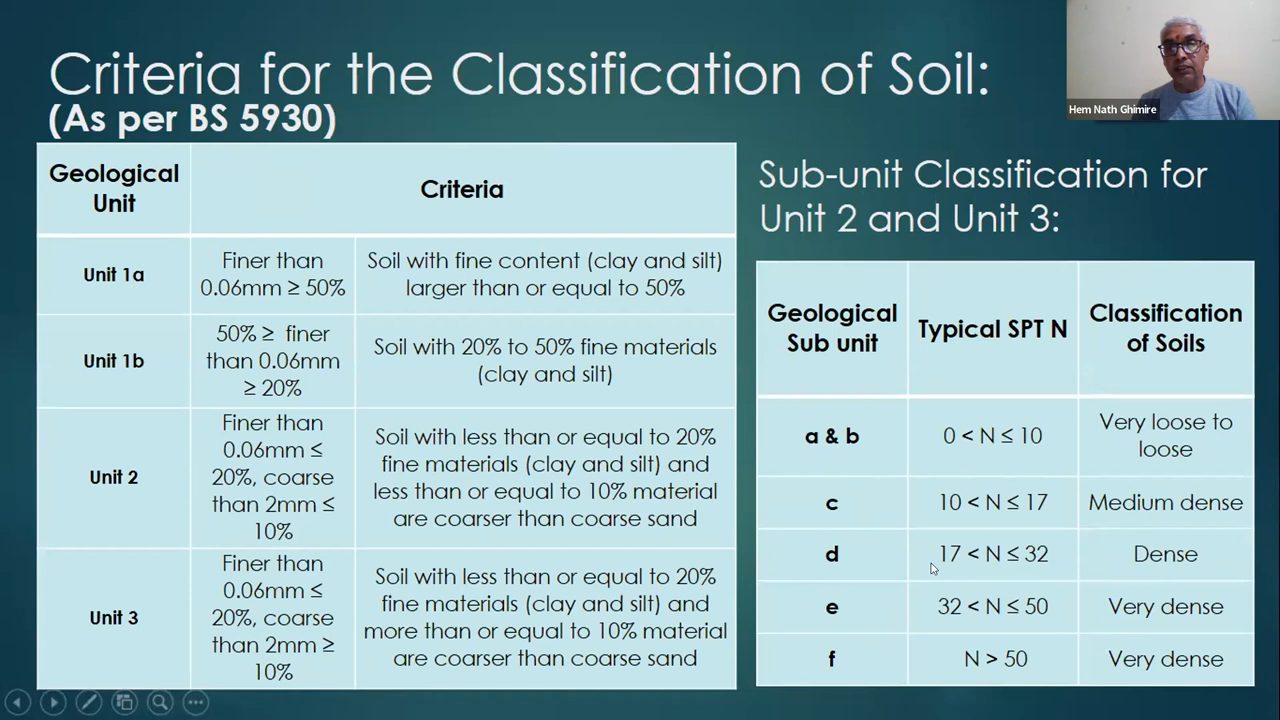 Criteria for the Classification of Soil:
(As per BS 5930)
Hem Nath Ghimire
Geological
Unit
Criteria
Unit 1a
Finer than
0.06mm ≥ 50%
Soil with fine content (clay and silt)
larger than or equal to 50%
Unit 1b
50% ≥ finer
than 0.06mm
≥ 20%
Soil with 20% to 50% fine materials
(clay and silt)
Unit 2
Finer than
0.06mm ≤
20%, coarse
than 2mm ≤
10%
Soil with less than or equal to 20%
fine materials (clay and silt) and
less than or equal to 10% material
are coarser than coarse sand
Unit 3
Finer than
0.06mm ≤
20%, coarse
than 2mm ≥
10%
Soil with less than or equal to 20%
fine materials (clay and silt) and
more than or equal to 10% material
are coarser than coarse sand
Sub-unit Classification for
Unit 2 and Unit 3:
Geological
Sub unit
Typical SPT N
Classification
of Soils
a & b
0 < N ≤ 10
Very loose to
loose
c
10 < N ≤ 17
Medium dense
d
17 < N ≤ 32
Dense
e
32 < N ≤ 50
Very dense
f
N > 50
Very dense